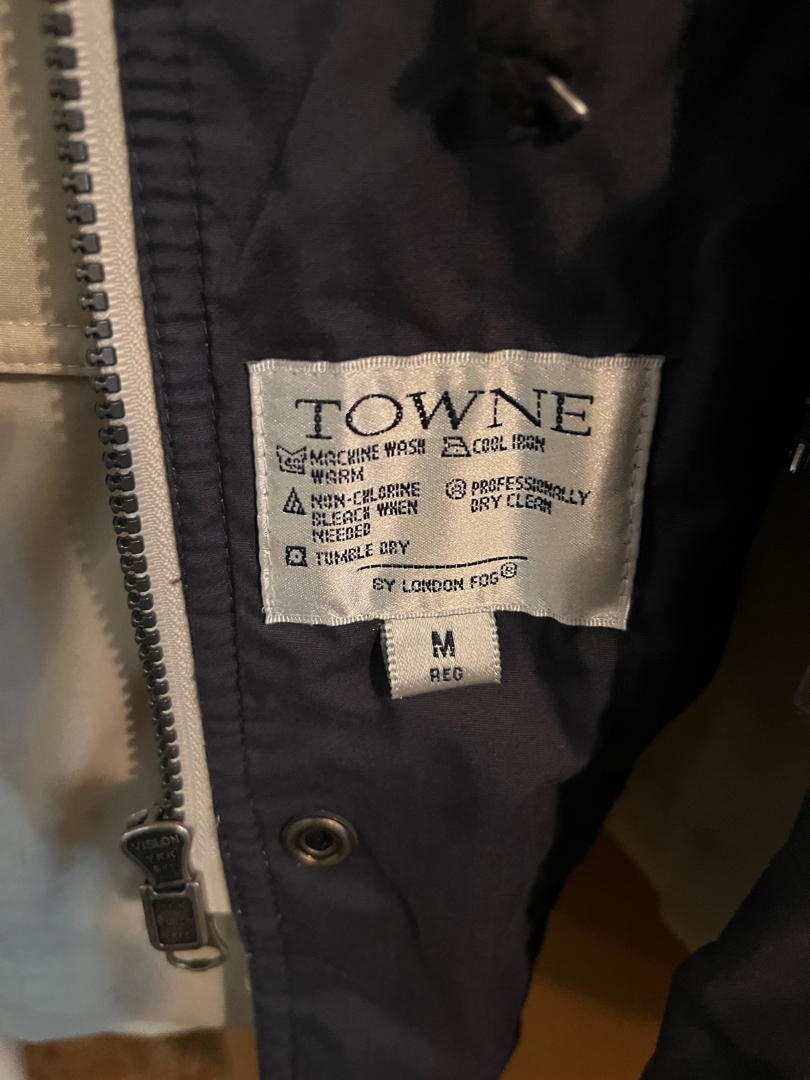 TOWNE
MACHINE WASH
WARM
COOL IRON
NON-CHLORINE
BLEACH WHEN
NEEDED
PROFESSIONALLY
DRY CLEAN
TUMBLE DRY
BY LONDON FOG®
M
REG
VISLON
YKK